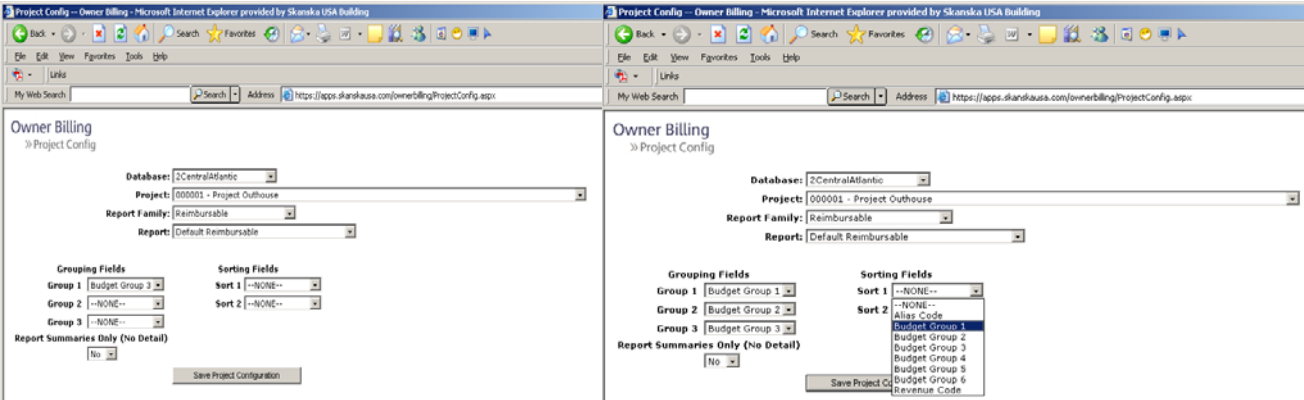 Project Config -- Owner Billing - Microsoft Internet Explorer provided by Skanska USA Building
Back Search Favorites
File Edit View Favorites Tools Help
Links
My Web Search Search Address https://apps.skanskausa.com/ownerbilling/ProjectConfig.aspx
Owner Billing
»Project Config
Database: 2CentralAtlantic
Project: 000001 - Project Outhouse
Report Family: Reimbursable
Report: Default Reimbursable
Grouping Fields Sorting Fields
Group 1 Budget Group 3 Sort 1 --NONE--
Group 2 --NONE-- Sort 2 --NONE--
Group 3 --NONE--
Report Summaries Only (No Detail)
No
Save Project Configuration
Project Config -- Owner Billing - Microsoft Internet Explorer provided by Skanska USA Building
Back Search Favorites
File Edit View Favorites Tools Help
Links
My Web Search Search Address https://apps.skanskausa.com/ownerbilling/ProjectConfig.aspx
Owner Billing
» Project Config
Database: 2CentralAtlantic
Project: 000001 - Project Outhouse
Report Family: Reimbursable
Report: Default Reimbursable
Grouping Fields Sorting Fields
Group 1 Budget Group 1 Sort 1 --NONE--
Group 2 Budget Group 2 Sort 2
Group 3 Budget Group 3
--NONE--
Alias Code
Budget Group 1
Budget Group 2
Budget Group 3
Budget Group 4
Budget Group 5
Budget Group 6
Revenue Code
Report Summaries Only (No Detail)
No
Save Project Co